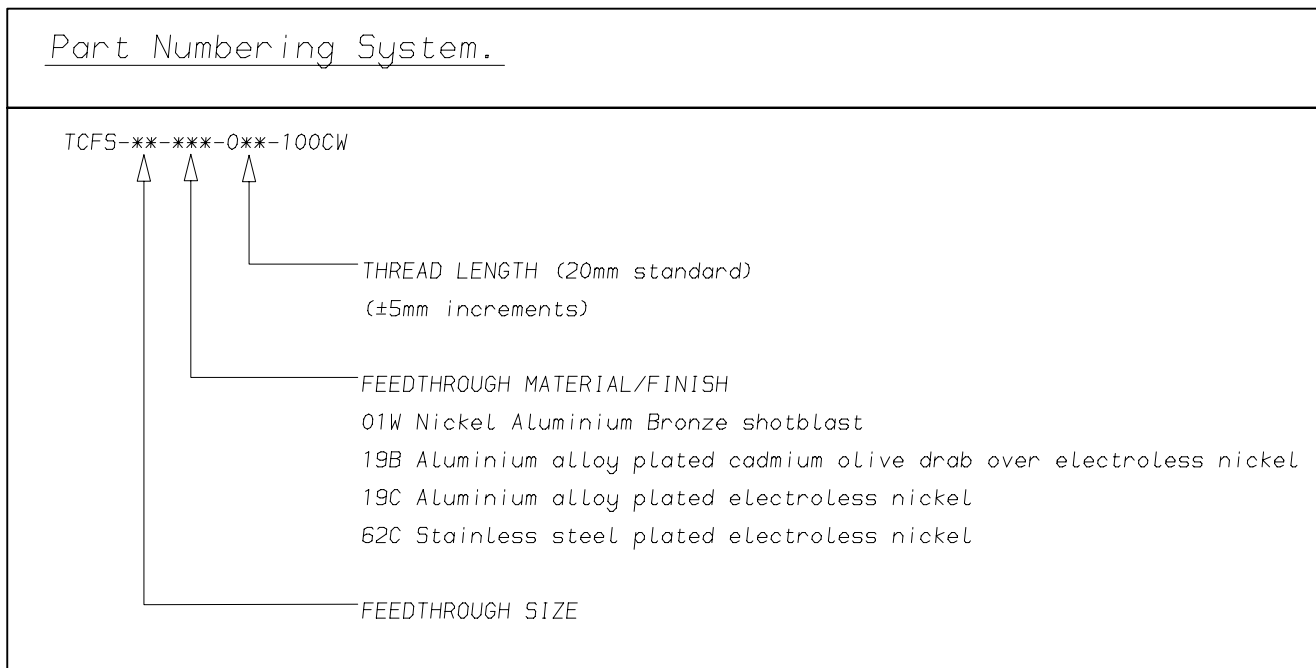 Part Numbering System.
TCFS-**-***-0**-100CW
THREAD LENGTH (20mm standard)
(±5mm increments)
FEEDTHROUGH MATERIAL/FINISH
01W Nickel Aluminium Bronze shotblast
19B Aluminium alloy plated cadmium olive drab over electroless nickel
19C Aluminium alloy plated electroless nickel
62C Stainless steel plated electroless nickel
FEEDTHROUGH SIZE